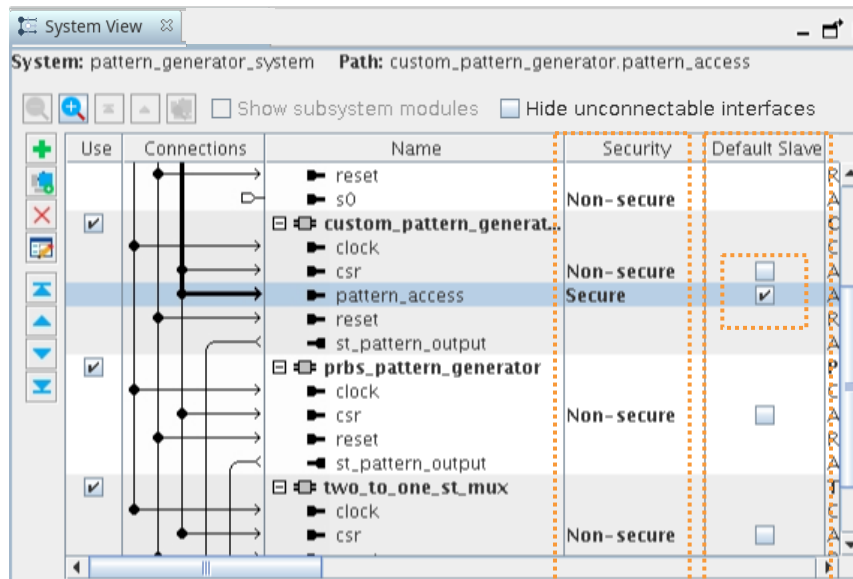 System View
System: pattern_generator_system Path: custom_pattern_generator.pattern_access
Show subsystem modules Hide unconnectable interfaces
Use Connections Name Security Default Slave
reset R
s0 Non-secure A
custom_pattern_generat... C
clock C
csr Non-secure A
pattern_access Secure A
reset R
st_pattern_output A
prbs_pattern_generator P
clock C
csr Non-secure A
reset R
st_pattern_output A
two_to_one_st_mux T
clock C
csr Non-secure A